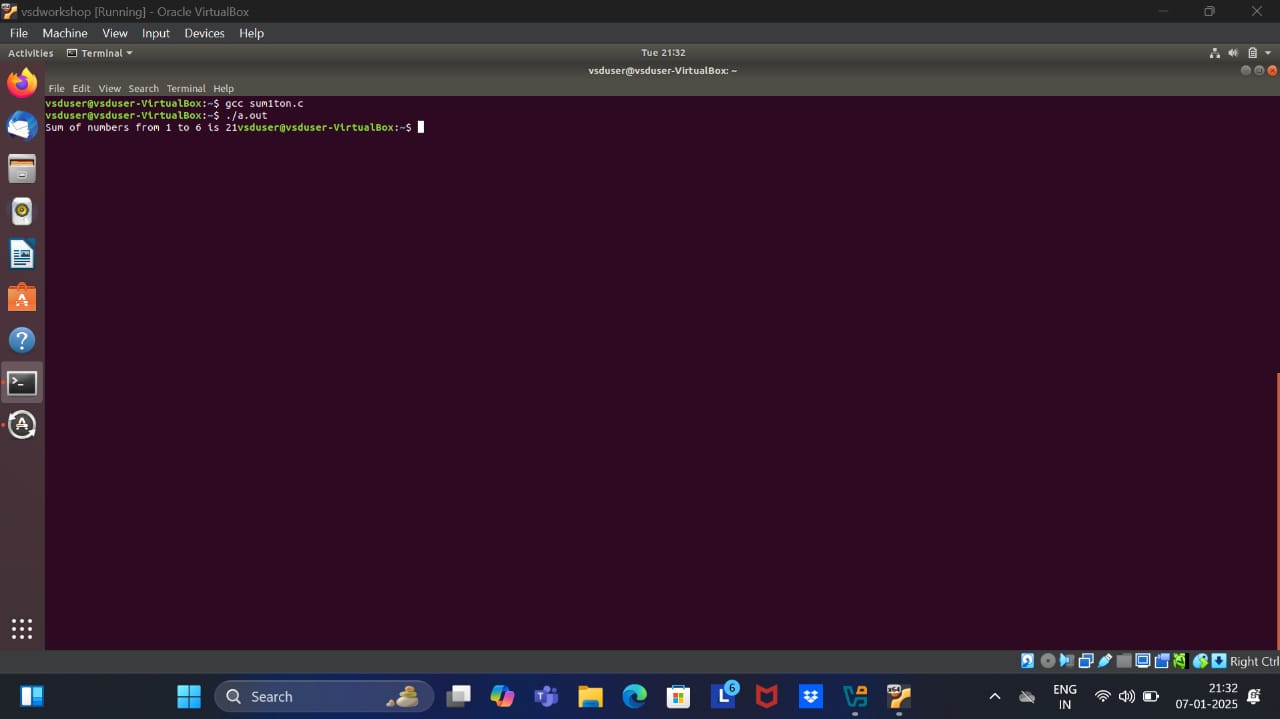 vsdworkshop [Running] - Oracle VirtualBox
File Machine View Input Devices Help
Activities Terminal Tue 21:32
vsduser@vsduser-VirtualBox: ~
File Edit View Search Terminal Help
vsduser@vsduser-VirtualBox:~$ gcc sum1ton.c
vsduser@vsduser-VirtualBox:~$ ./a.out
Sum of numbers from 1 to 6 is 21vsduser@vsduser-VirtualBox:~$
Right Ctrl
Search
L
6
ENG
IN
21:32
07-01-2025